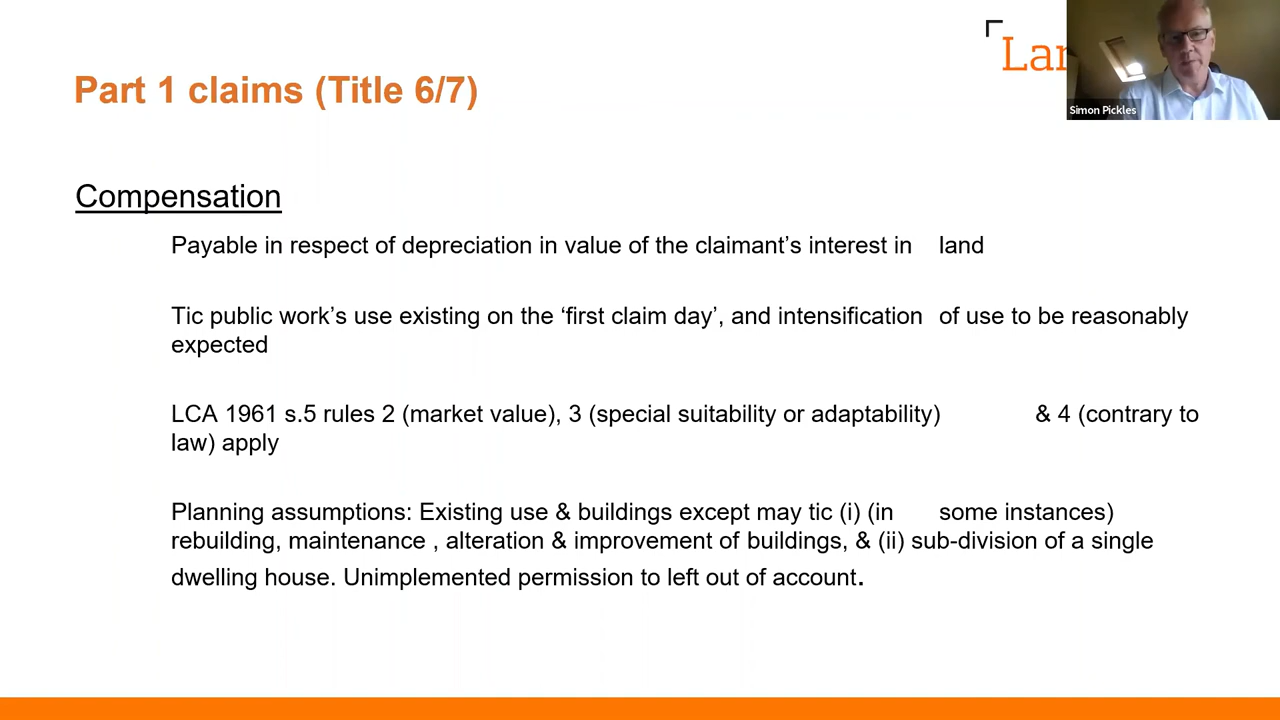 Part 1 claims (Title 6/7)
Lan
Simon Pickles
Compensation
Payable in respect of depreciation in value of the claimant’s interest in land
Tic public work’s use existing on the ‘first claim day’, and intensification of use to be reasonably
expected
LCA 1961 s.5 rules 2 (market value), 3 (special suitability or adaptability) & 4 (contrary to
law) apply
Planning assumptions: Existing use & buildings except may tic (i) (in some instances)
rebuilding, maintenance , alteration & improvement of buildings, & (ii) sub-division of a single
dwelling house. Unimplemented permission to left out of account.